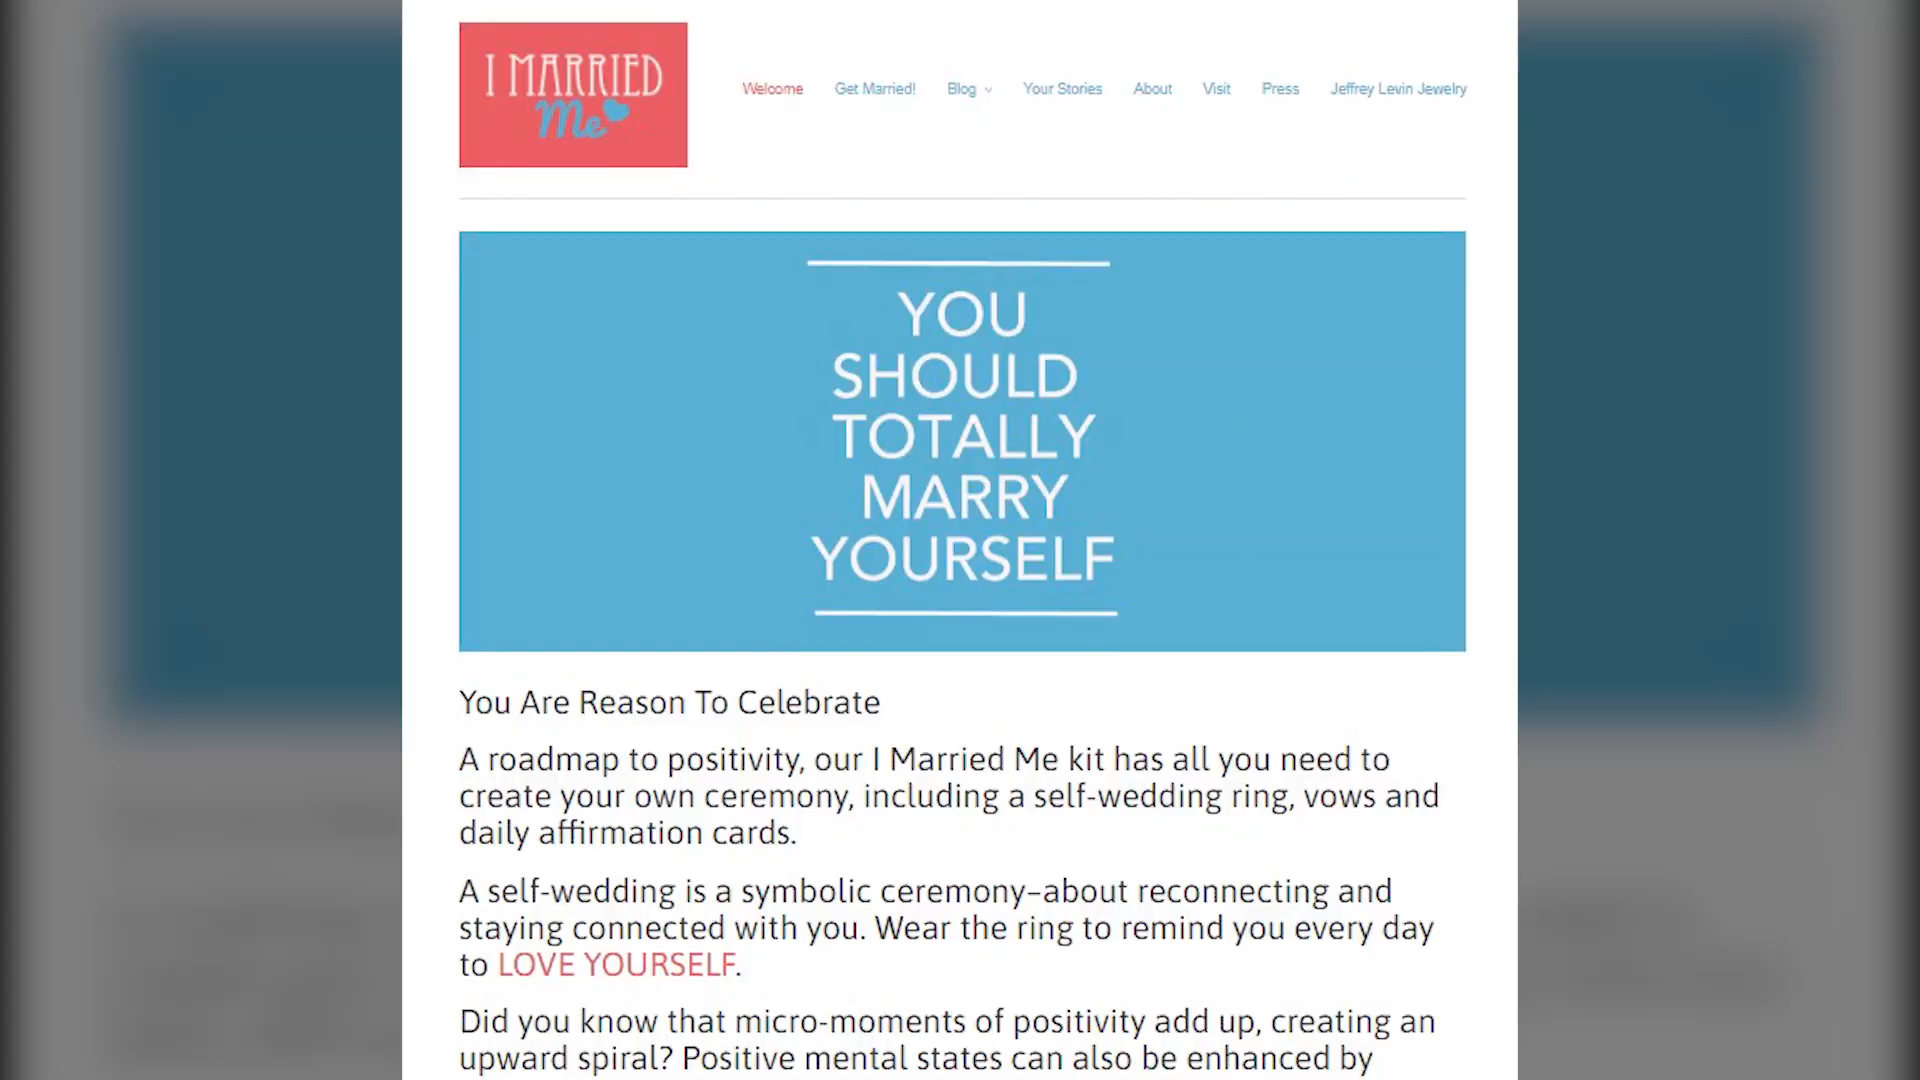 I MARRIED
Me
Welcome Get Married! Blog Your Stories About Visit Press Jeffrey Levin Jewelry
YOU
SHOULD
TOTALLY
MARRY
YOURSELF
You Are Reason To Celebrate
A roadmap to positivity, our I Married Me kit has all you need to
create your own ceremony, including a self-wedding ring, vows and
daily affirmation cards.
A self-wedding is a symbolic ceremony–about reconnecting and
staying connected with you. Wear the ring to remind you every day
to LOVE YOURSELF.
Did you know that micro-moments of positivity add up, creating an
upward spiral? Positive mental states can also be enhanced by